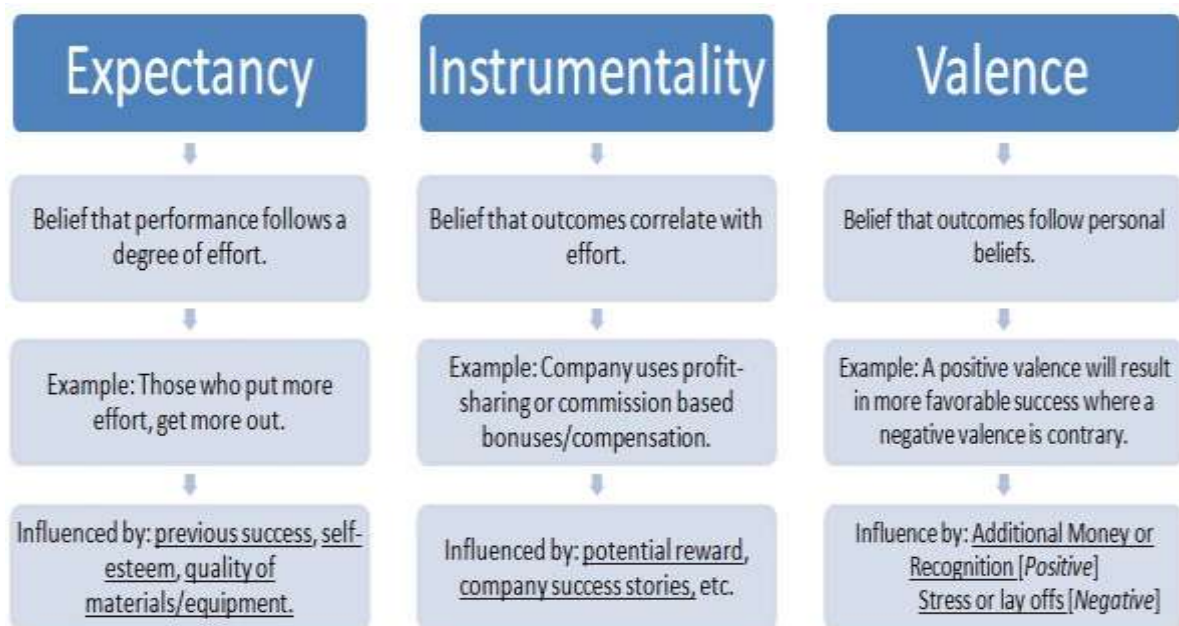 Expectancy
Belief that performance follows a
degree of effort.
Example: Those who put more
effort, get more out.
Influenced by: previous success, self-
esteem, quality of
materials/equipment.
Instrumentality
Belief that outcomes correlate with
effort.
Example: Company uses profit-
sharing or commission based
bonuses/compensation.
Influenced by: potential reward,
company success stories, etc.
Valence
Belief that outcomes follow personal
beliefs.
Example: A positive valence will result
in more favorable success where a
negative valence is contrary.
Influence by: Additional Money or
Recognition [Positive]
Stress or lay offs [Negative]